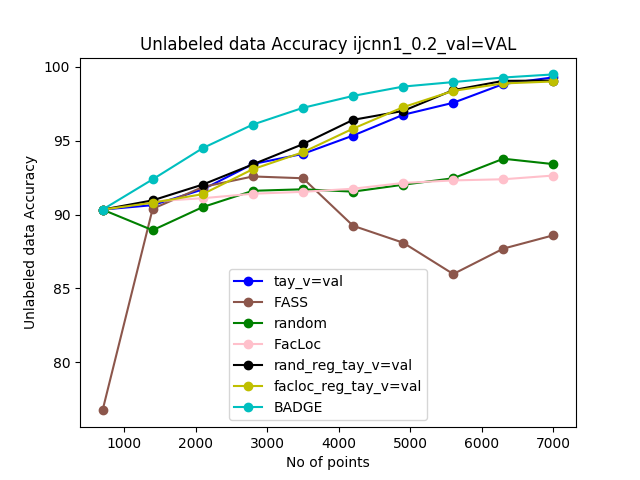 Unlabeled data Accuracy ijcnn1_0.2_val=VAL
Unlabeled data Accuracy
100
95
90
85
80
tay_v=val
FASS
random
FacLoc
rand_reg_tay_v=val
facloc_reg_tay_v=val
BADGE
1000 2000 3000 4000 5000 6000 7000
No of points